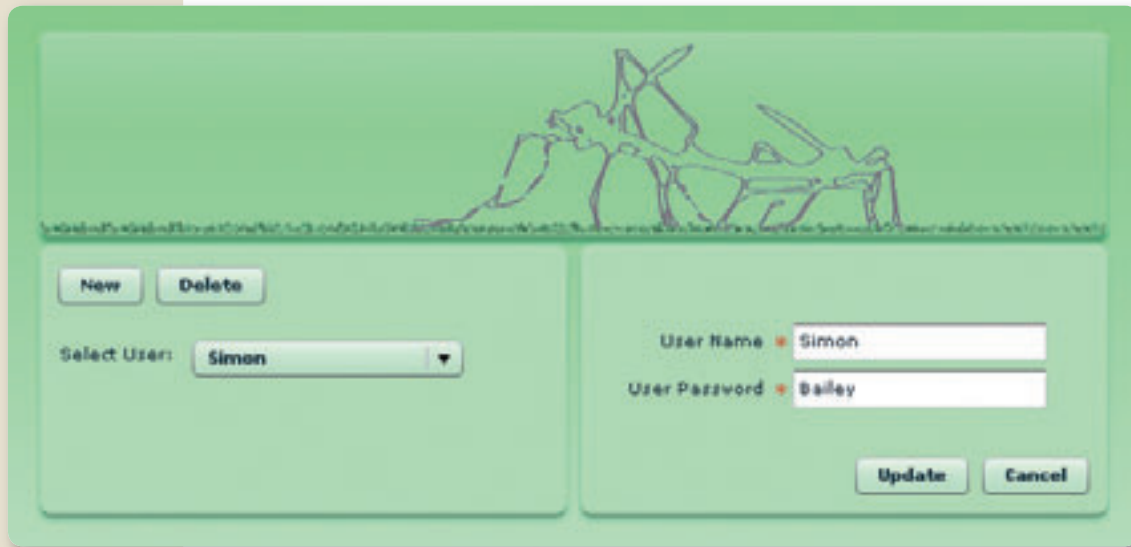 New Delete
Select User: Simon
User Name * Simon
User Password * Bailey
Update Cancel